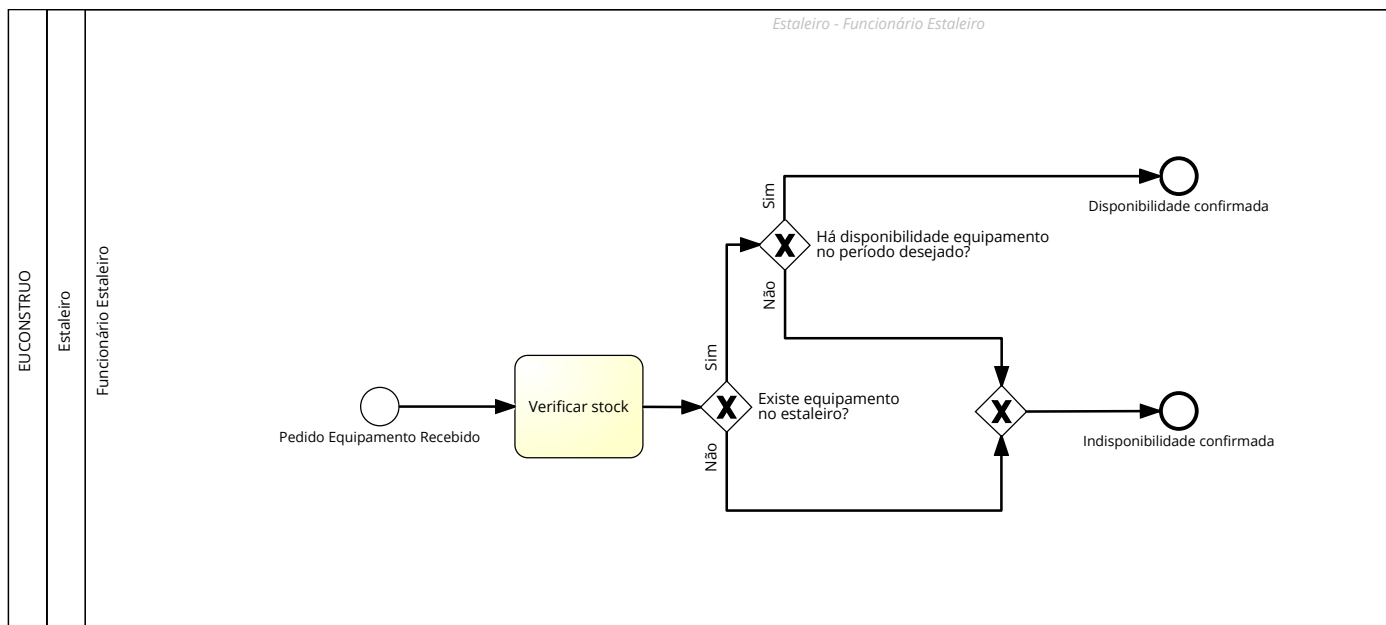 Estaleiro - Funcionário Estaleiro
EUCONSTRUO
Estaleiro
Funcionário Estaleiro
Pedido Equipamento Recebido
Verificar stock
Existe equipamento
no estaleiro?
Sim
Não
Há disponibilidade equipamento
no período desejado?
Sim
Não
Disponibilidade confirmada
Indisponibilidade confirmada